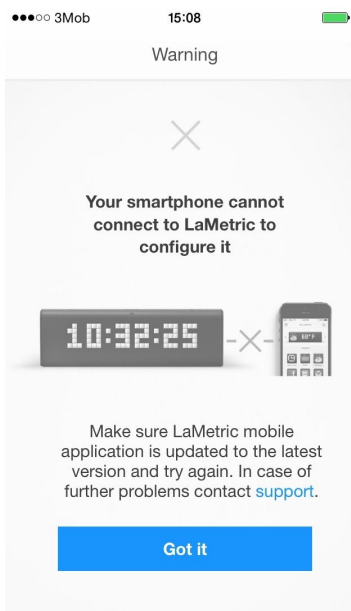 3Mob 15:08
Warning
Your smartphone cannot
connect to LaMetric to
configure it
10:32:25
Make sure LaMetric mobile
application is updated to the latest
version and try again. In case of
further problems contact support.
Got it